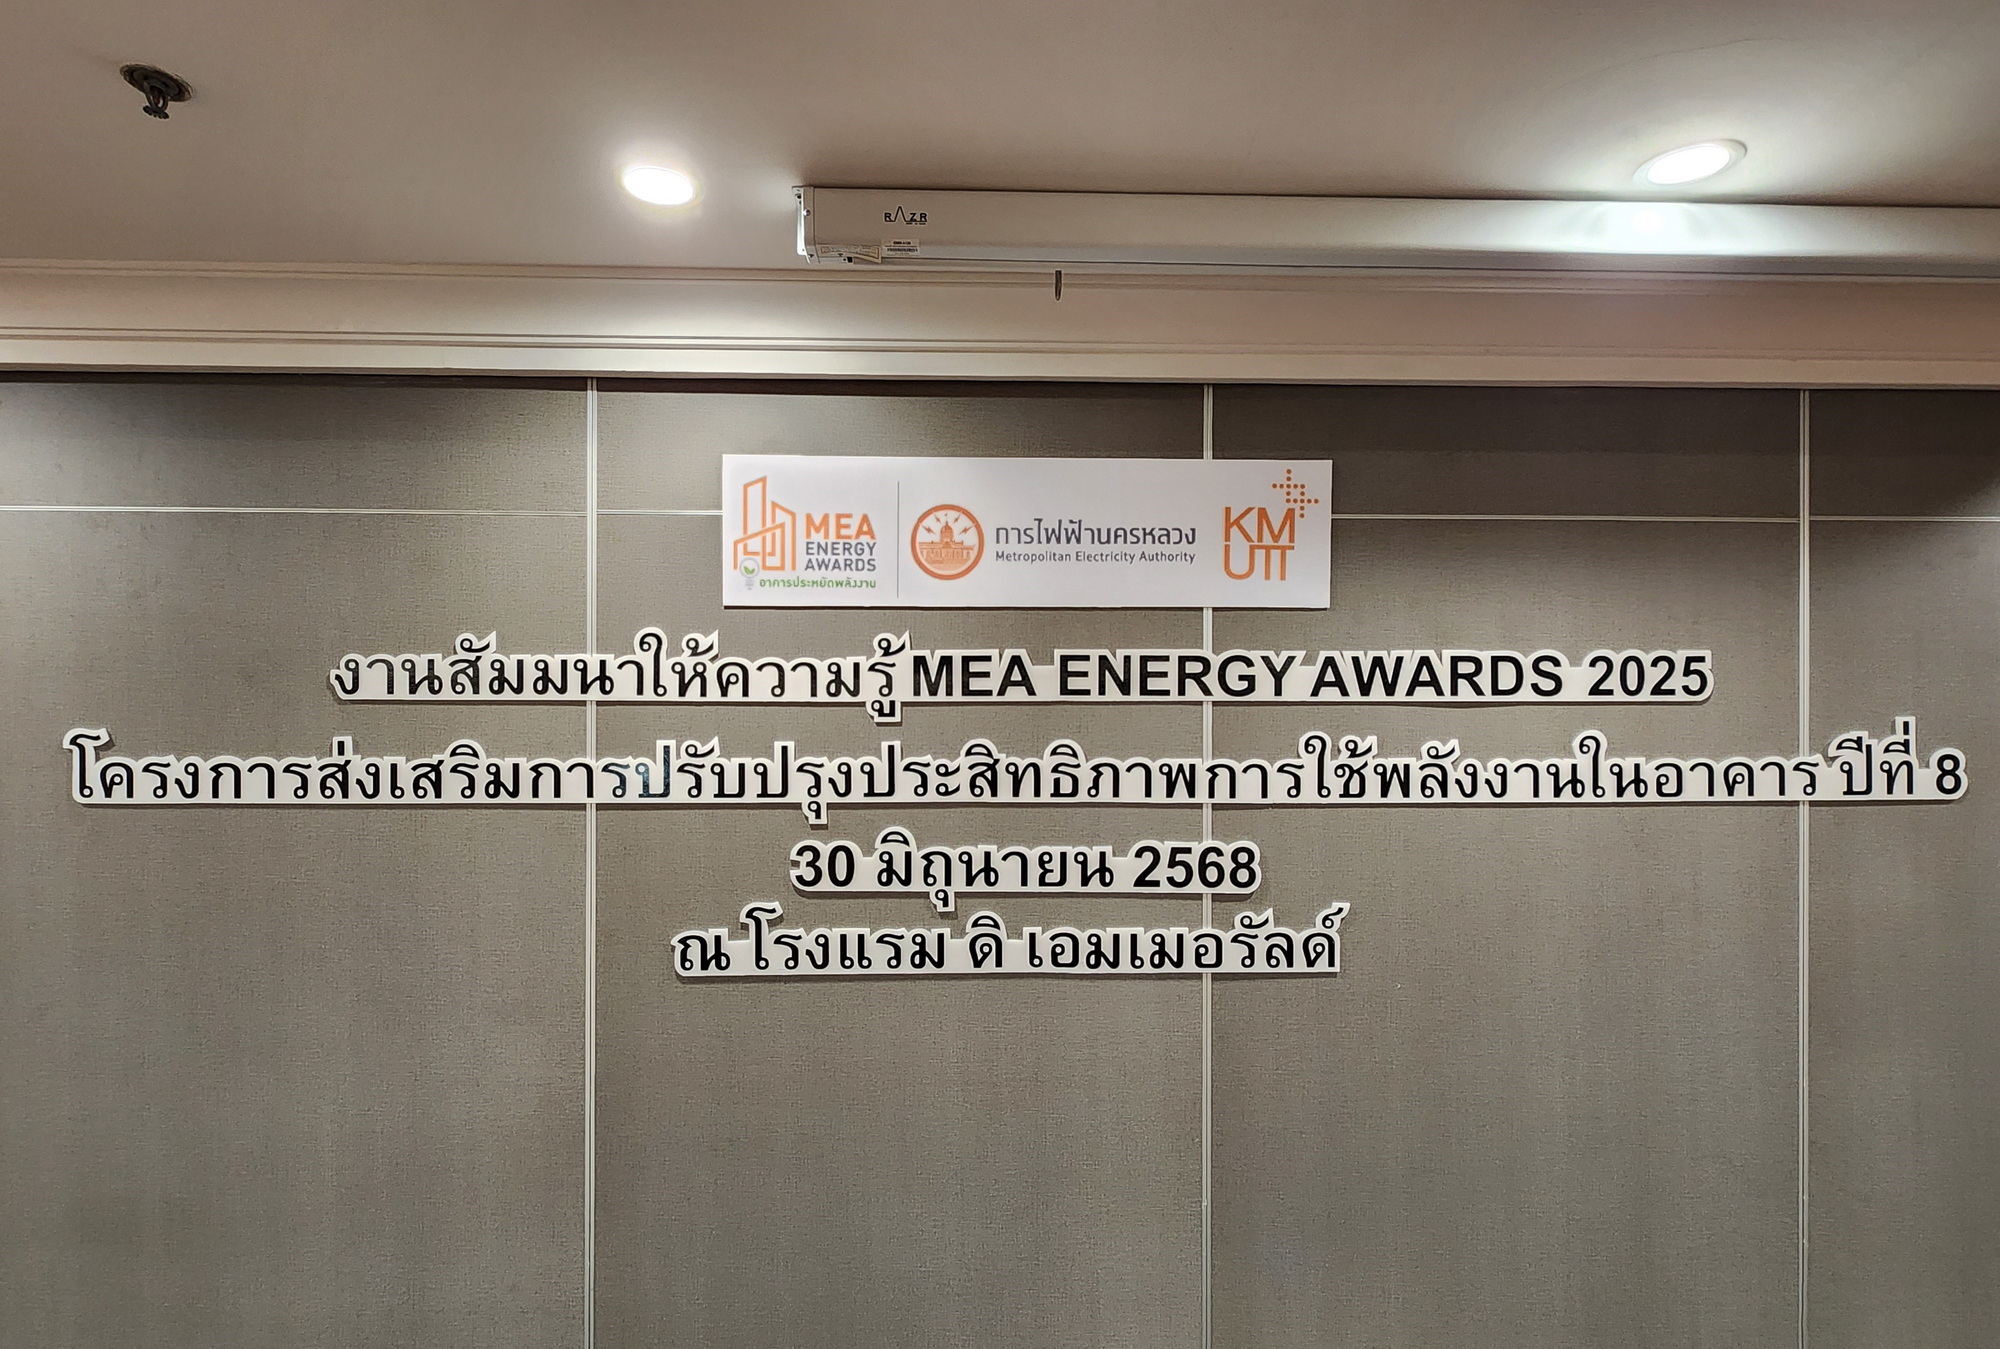 RΛZR
MEA
ENERGY
AWARDS
อาคารประหยัดพลังงาน
การไฟฟ้านครหลวง
Metropolitan Electricity Authority
KM
UTT
งานสัมมนาให้ความรู้ MEA ENERGY AWARDS 2025
โครงการส่งเสริมการปรับปรุงประสิทธิภาพการใช้พลังงานในอาคาร ปีที่ 8
30 มิถุนายน 2568
ณ โรงแรม ดิ เอมเมอรัลด์